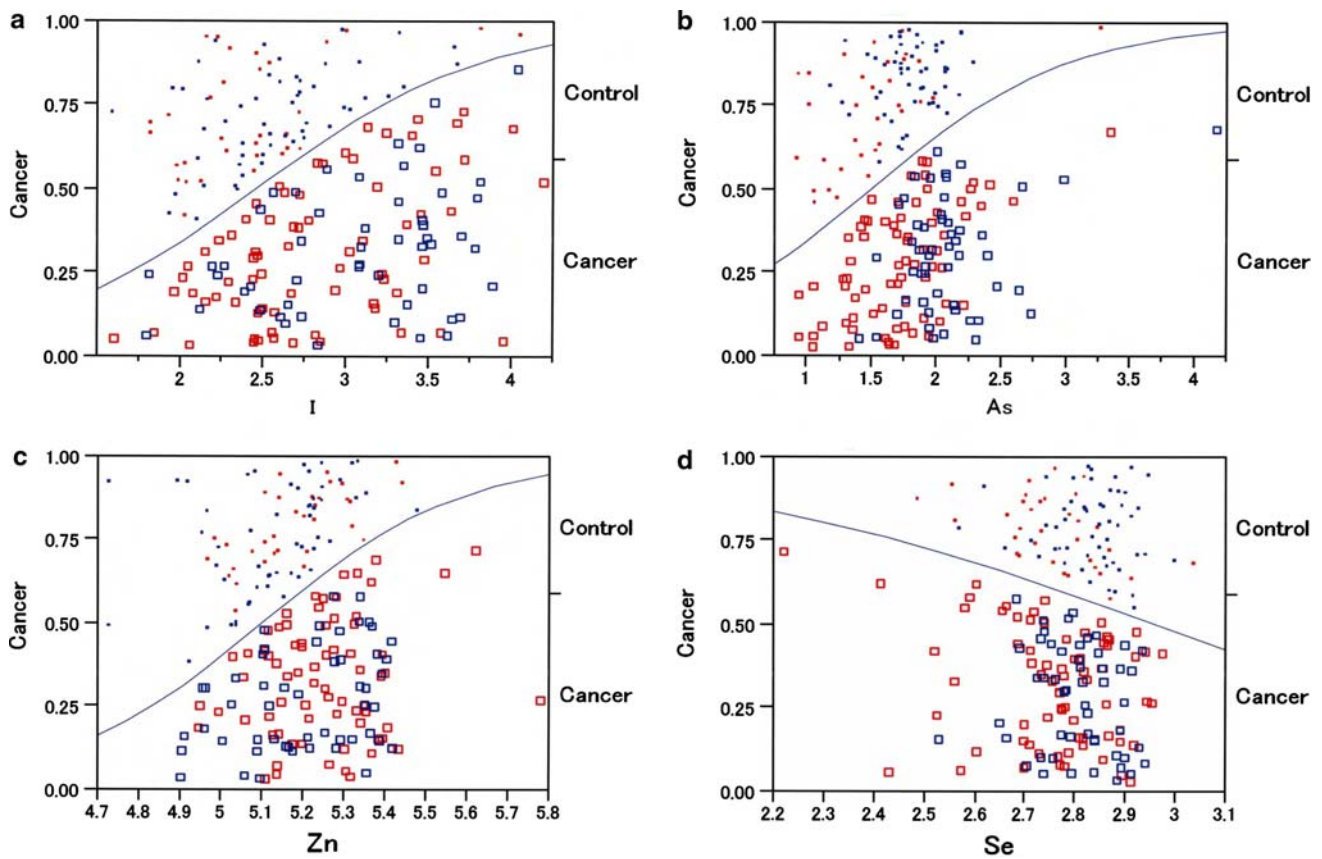 a
1.00
0.75
0.50
0.25
0.00
Cancer
Control
Cancer
2 2.5 3 3.5 4
I
b
1.00
0.75
0.50
0.25
0.00
Cancer
Control
Cancer
1 1.5 2 2.5 3 3.5 4
As
c
1.00
0.75
0.50
0.25
0.00
Cancer
Control
Cancer
4.7 4.8 4.9 5 5.1 5.2 5.3 5.4 5.5 5.6 5.7 5.8
Zn
d
1.00
0.75
0.50
0.25
0.00
Cancer
Control
Cancer
2.2 2.3 2.4 2.5 2.6 2.7 2.8 2.9 3 3.1
Se